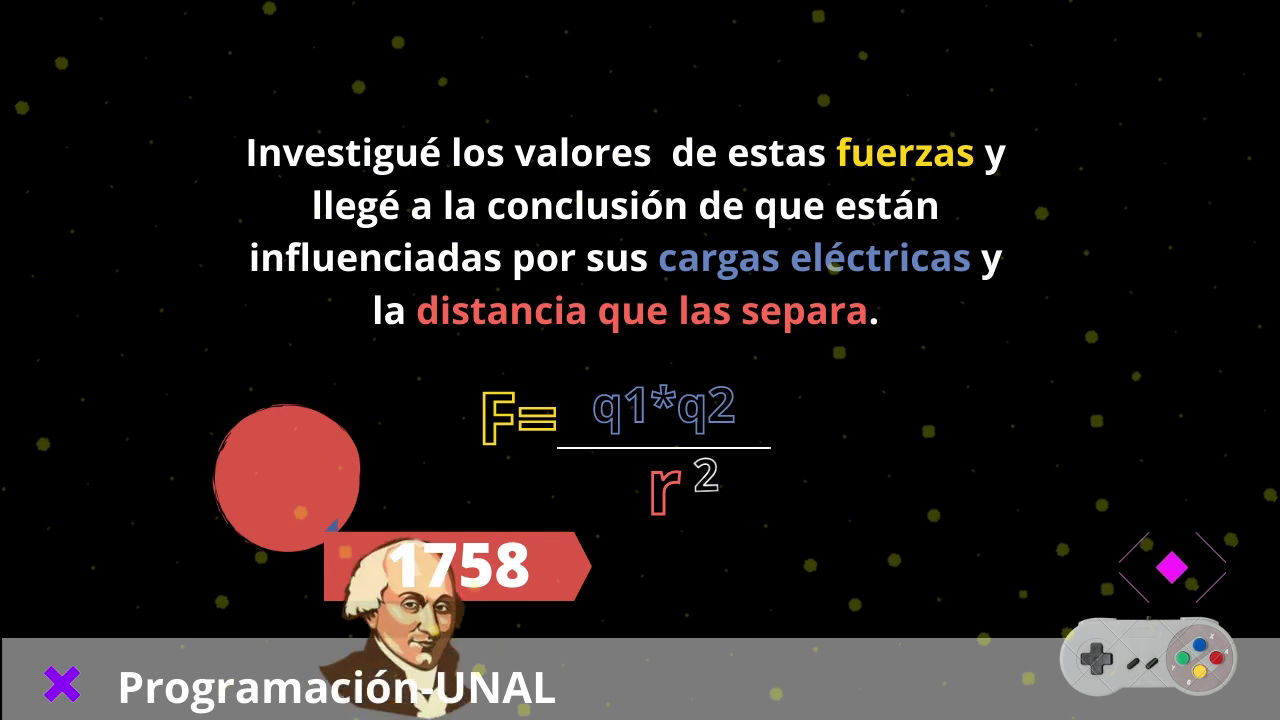 Investigué los valores  de estas fuerzas y
llegé a la conclusión de que están
influenciadas por sus cargas eléctricas y
la distancia que las separa.
F= q1*q2
r 2
1758
Programación-UNAL